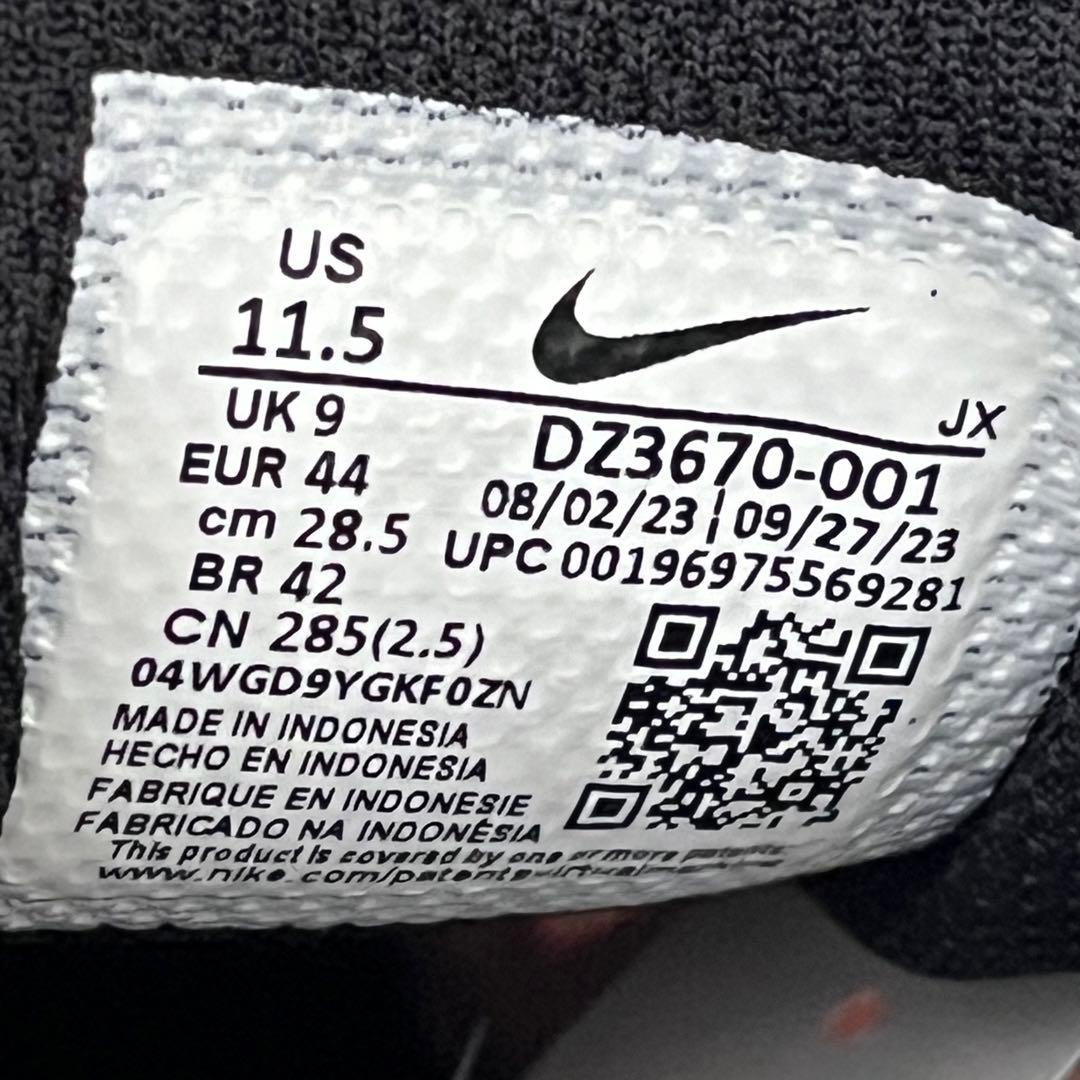 US
11.5
UK 9
EUR 44
cm 28.5
BR 42
CN 285(2.5)
04WGD9YGKF0ZN
JX
DZ3670-001
08/02/23 | 09/27/23
UPC 00196975569281
MADE IN INDONESIA
HECHO EN INDONESIA
FABRIQUE EN INDONESIE
FABRICADO NA INDONÉSIA
This product is covered by one or more patents
www.nike.com/patents